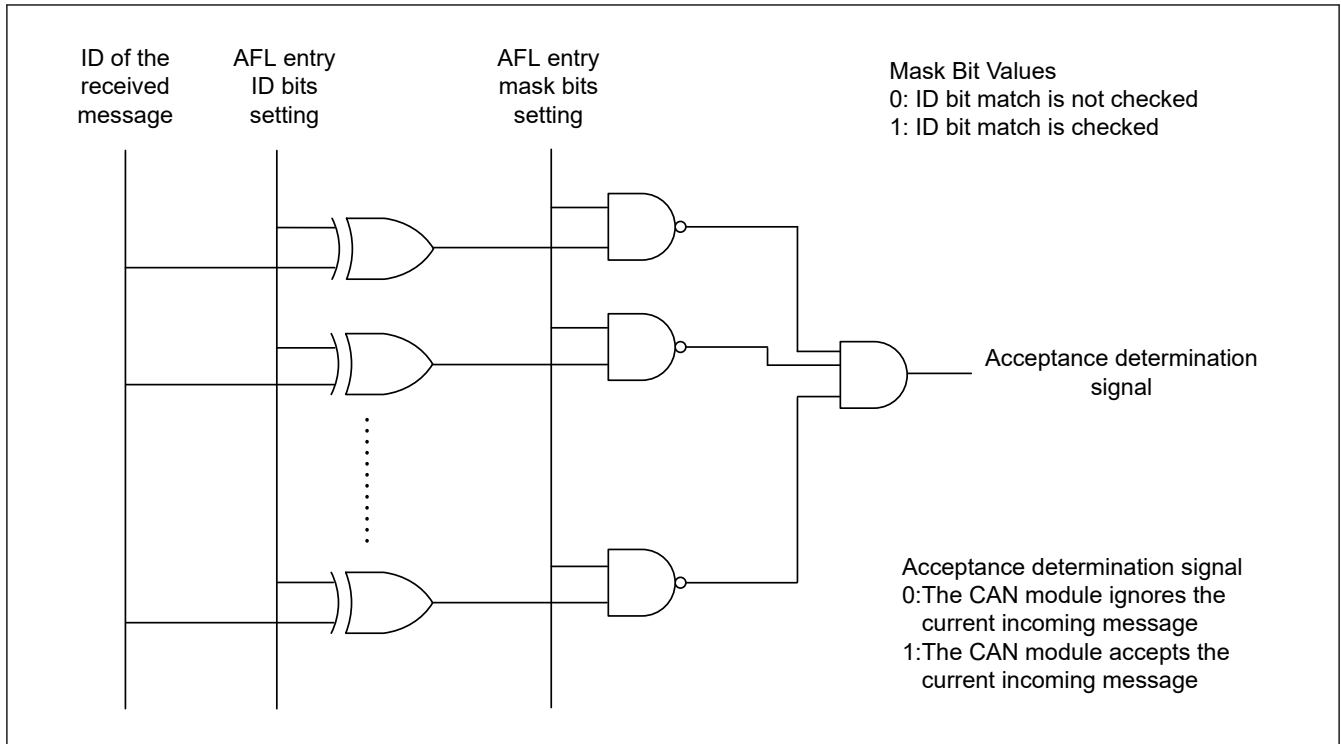 ID of the
received
message
AFL entry
ID bits
setting
AFL entry
mask bits
setting
Mask Bit Values
0: ID bit match is not checked
1: ID bit match is checked
Acceptance determination
signal
Acceptance determination signal
0:The CAN module ignores the
current incoming message
1:The CAN module accepts the
current incoming message